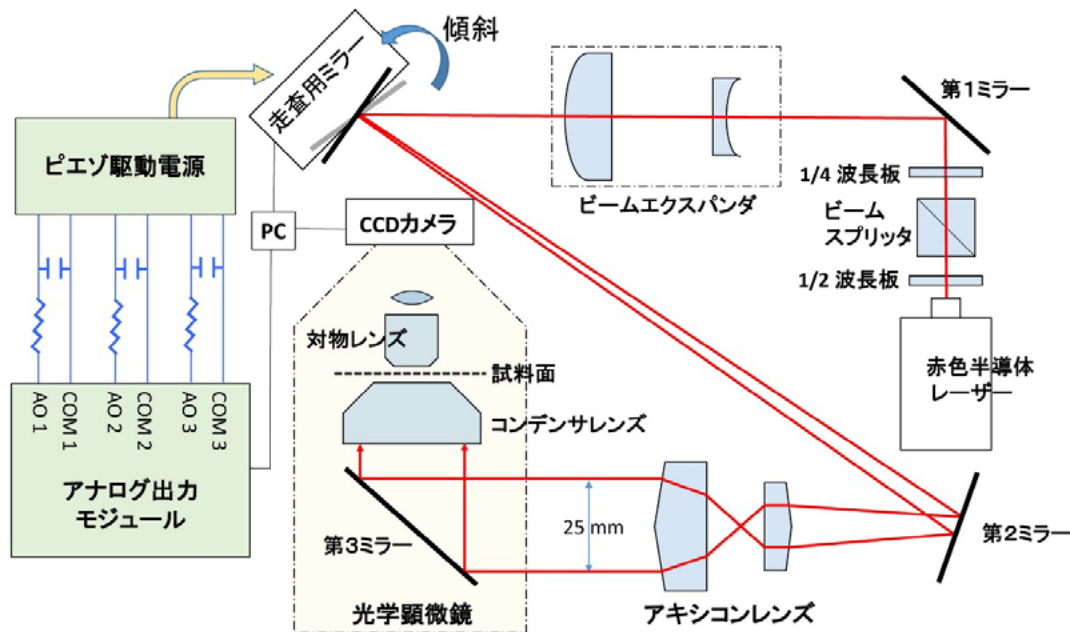 傾斜
走査用ミラー
第1ミラー
ピエゾ駆動電源
1/4 波長板
ビームエクスパンダ
ビーム
スプリッタ
PC
CCDカメラ
1/2 波長板
対物レンズ
試料面
赤色半導体
レーザー
AO 1
COM 1
AO 2
COM 2
AO 3
COM 3
コンデンサレンズ
アナログ出力
モジュール
第3ミラー
25 mm
第2ミラー
光学顕微鏡
アキシコンレンズ